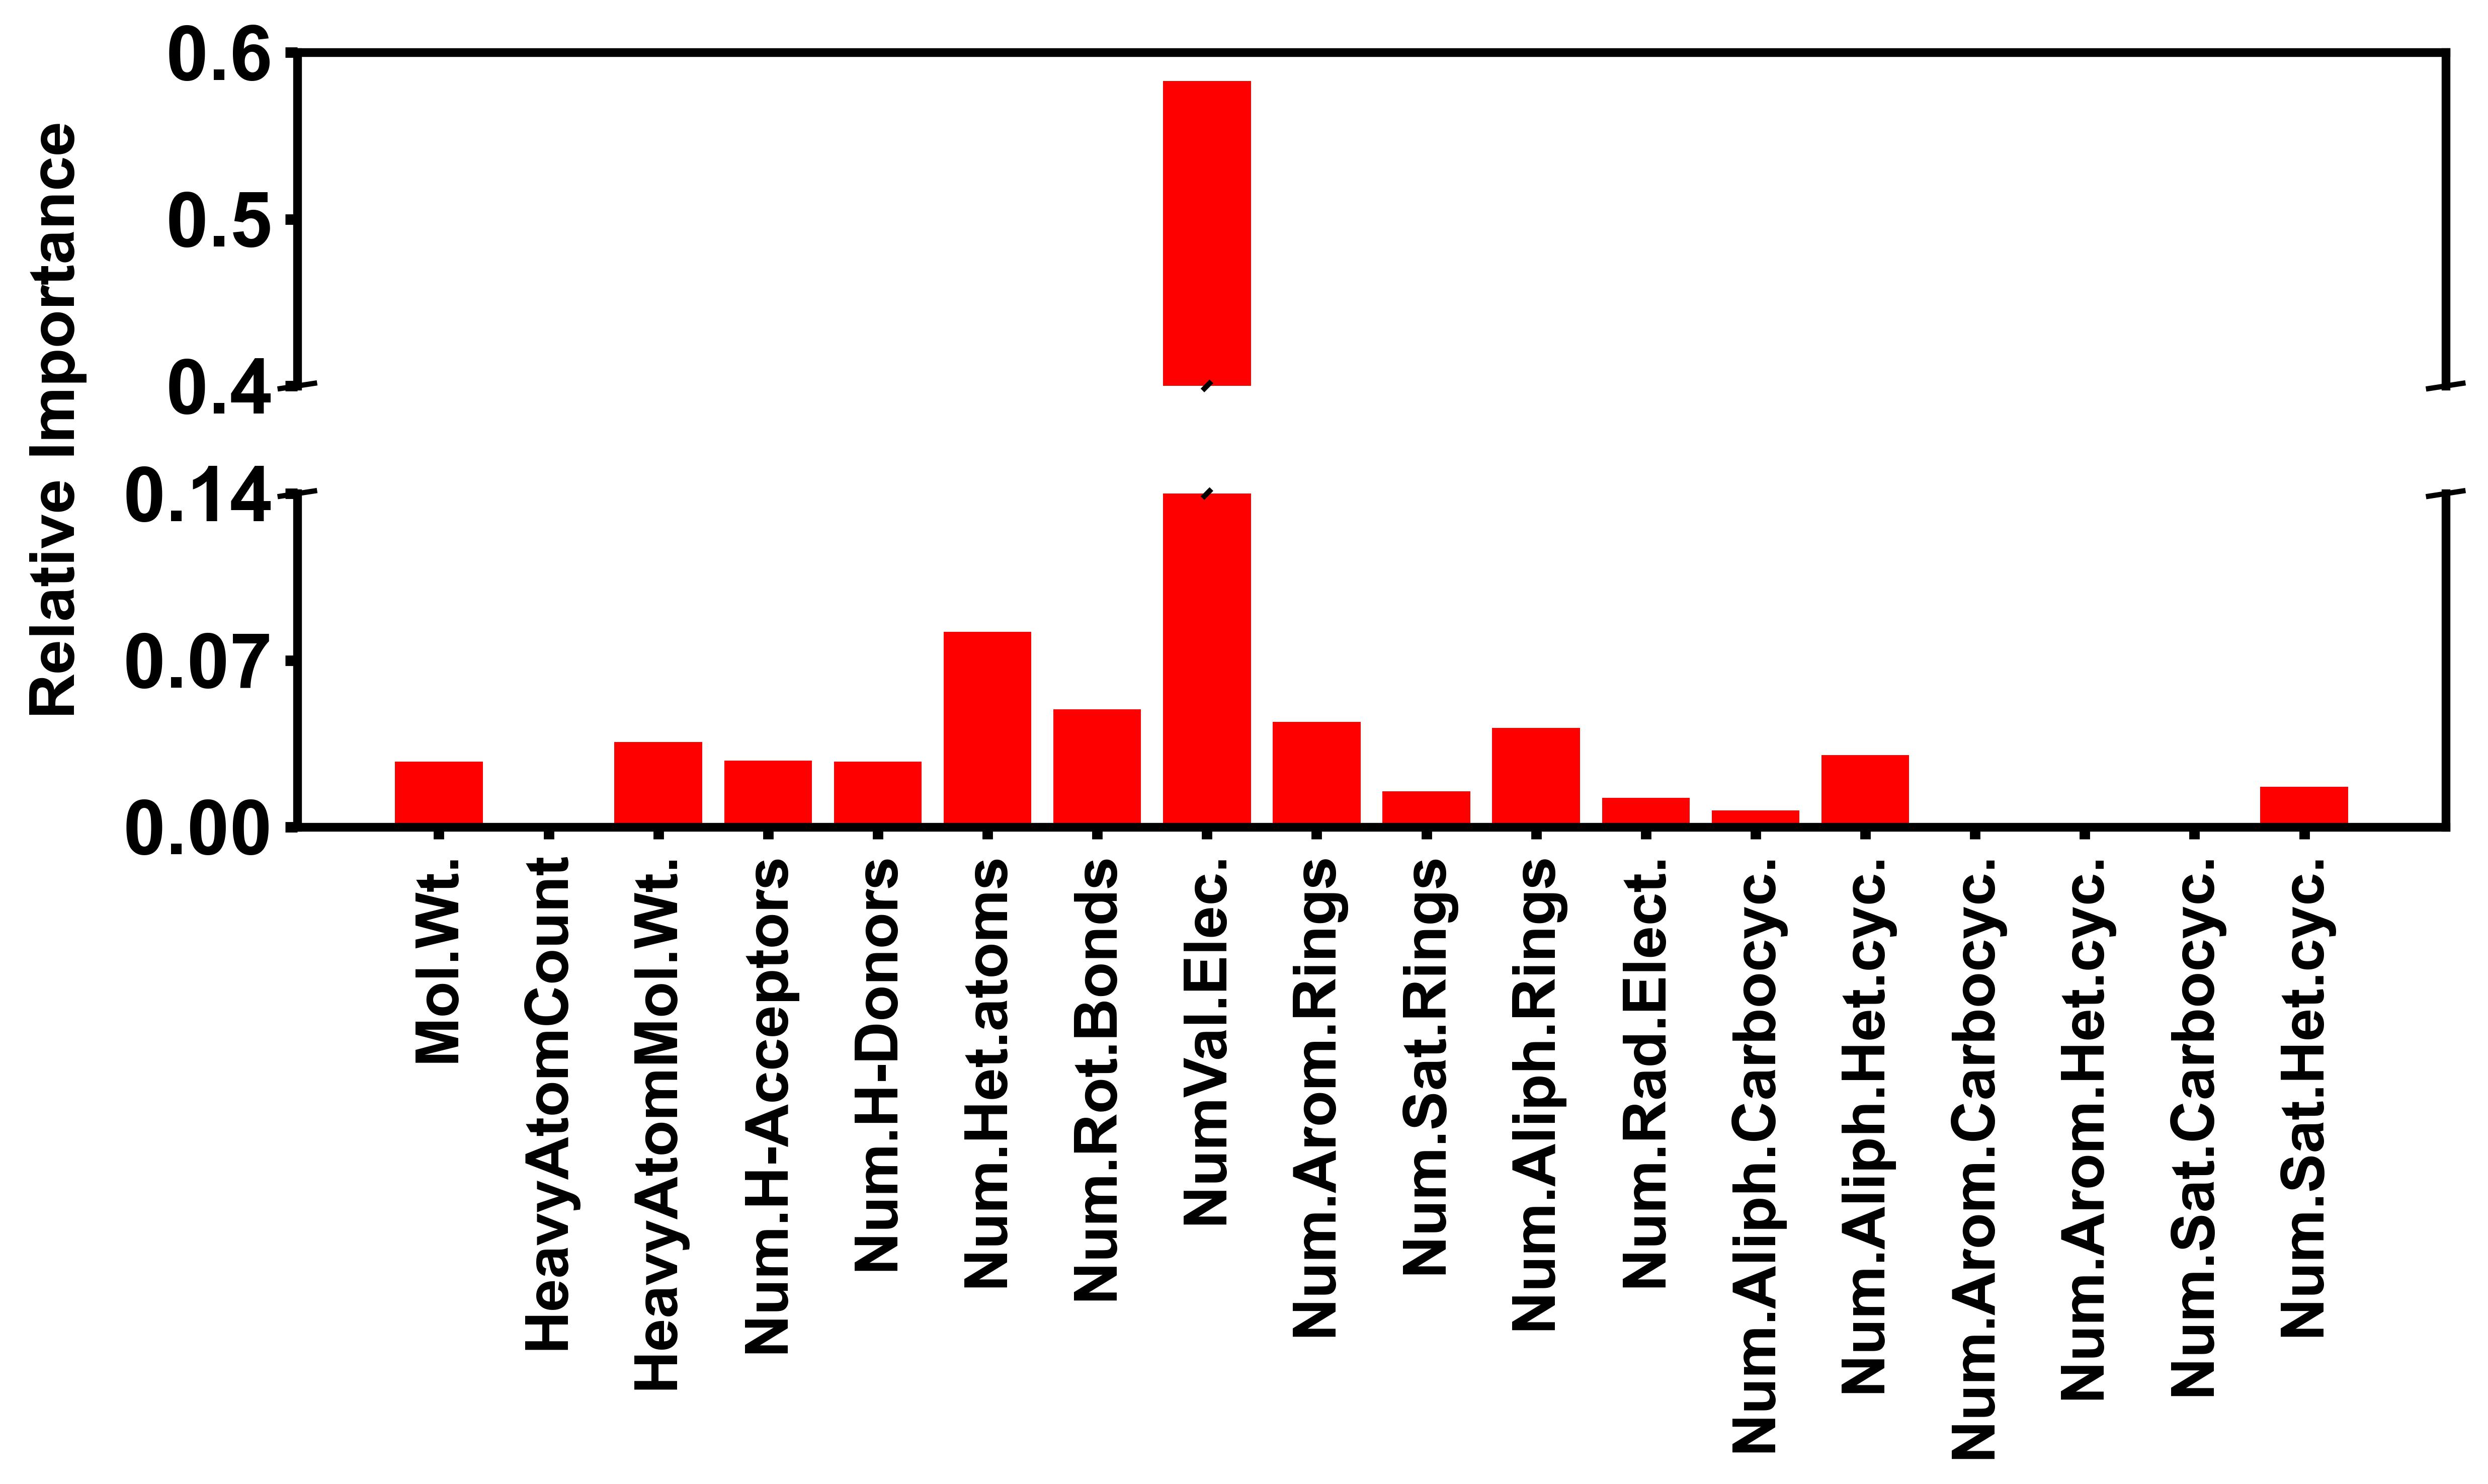 Relative Importance
0.6
0.5
0.4
0.14
0.07
0.00
Mol.Wt.
HeavyAtomCount
HeavyAtomMol.Wt.
Num.H-Acceptors
Num.H-Donors
Num.Het.atoms
Num.Rot.Bonds
NumVal.Elec.
Num.Arom.Rings
Num.Sat.Rings
Num.Aliph.Rings
Num.Rad.Elect.
Num.Aliph.Carbocyc.
Num.Aliph.Het.cyc.
Num.Arom.Carbocyc.
Num.Arom.Het.cyc.
Num.Sat.Carbocyc.
Num.Sat.Het.cyc.